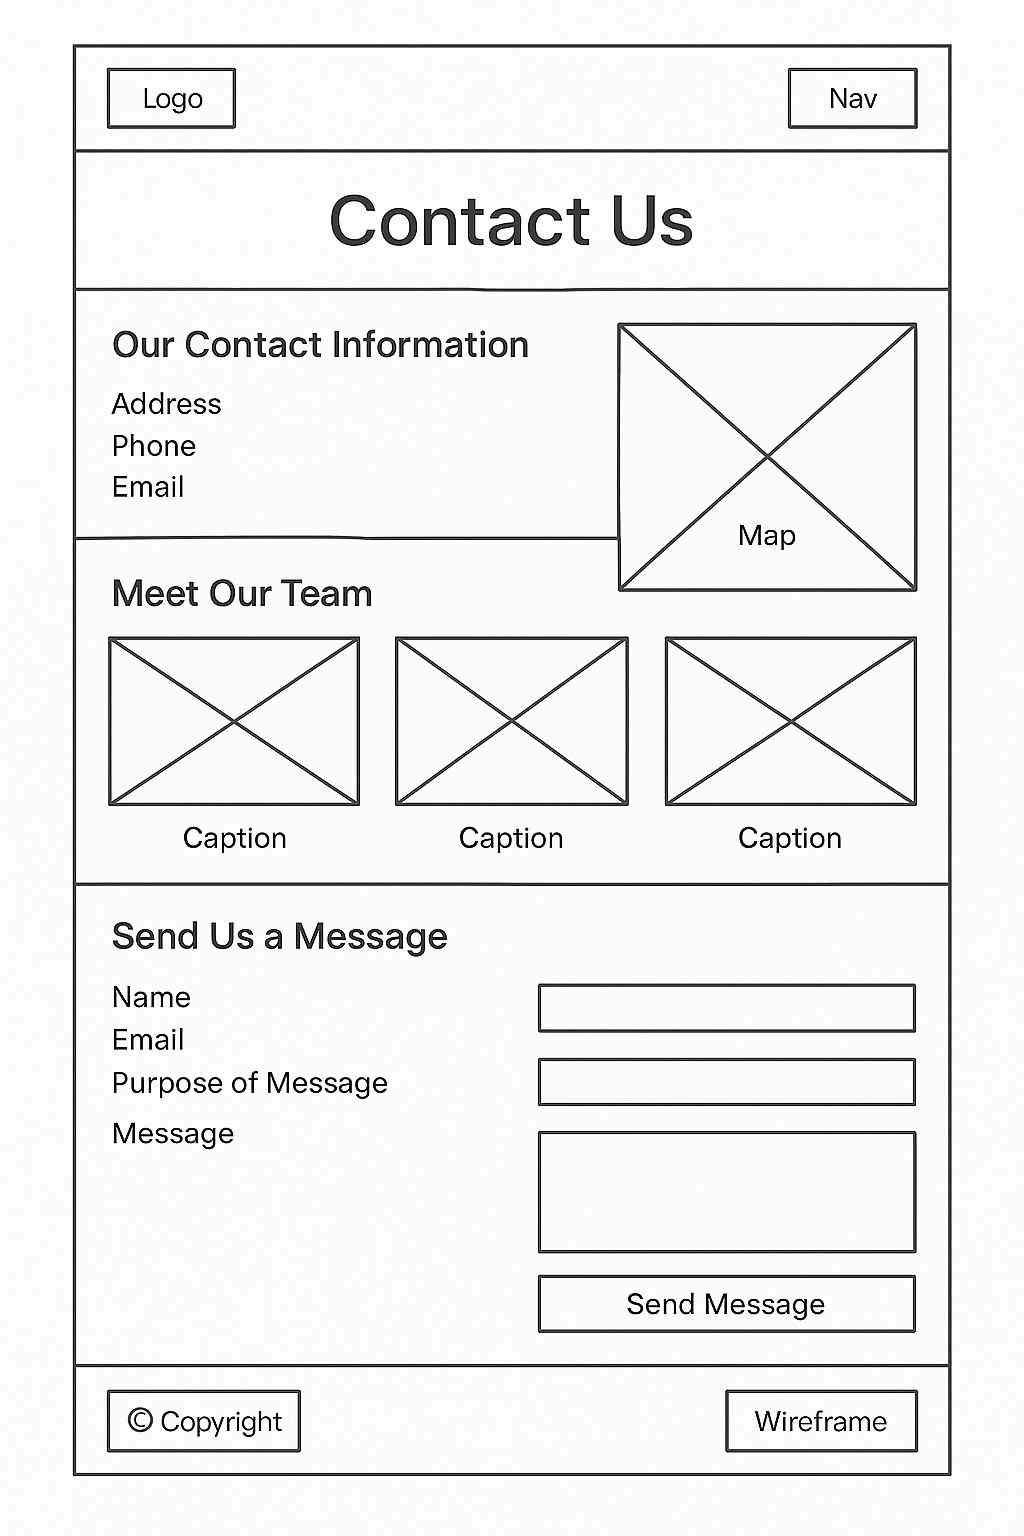 Logo
Nav
Contact Us
Our Contact Information
Address
Phone
Email
Map
Meet Our Team
Caption
Caption
Caption
Send Us a Message
Name
Email
Purpose of Message
Message
Send Message
© Copyright
Wireframe